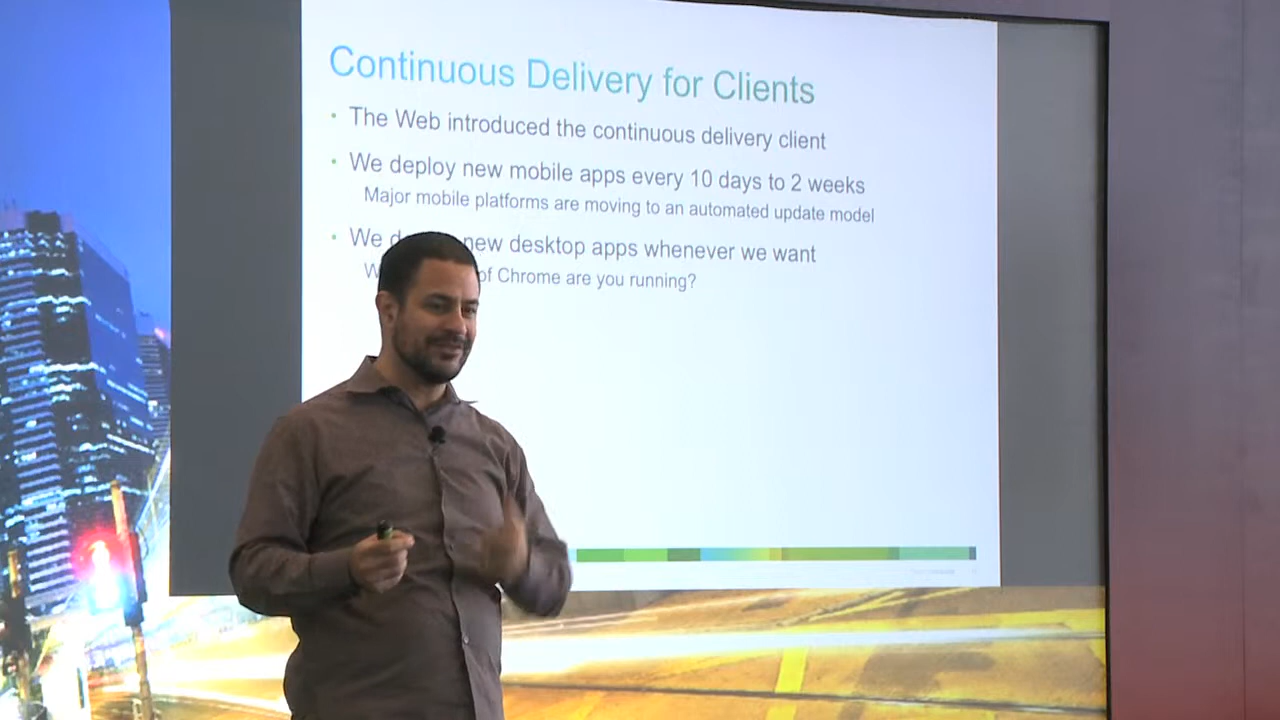 Continuous Delivery for Clients
• The Web introduced the continuous delivery client
• We deploy new mobile apps every 10 days to 2 weeks
Major mobile platforms are moving to an automated update model
• We new desktop apps whenever we want
of Chrome are you running?